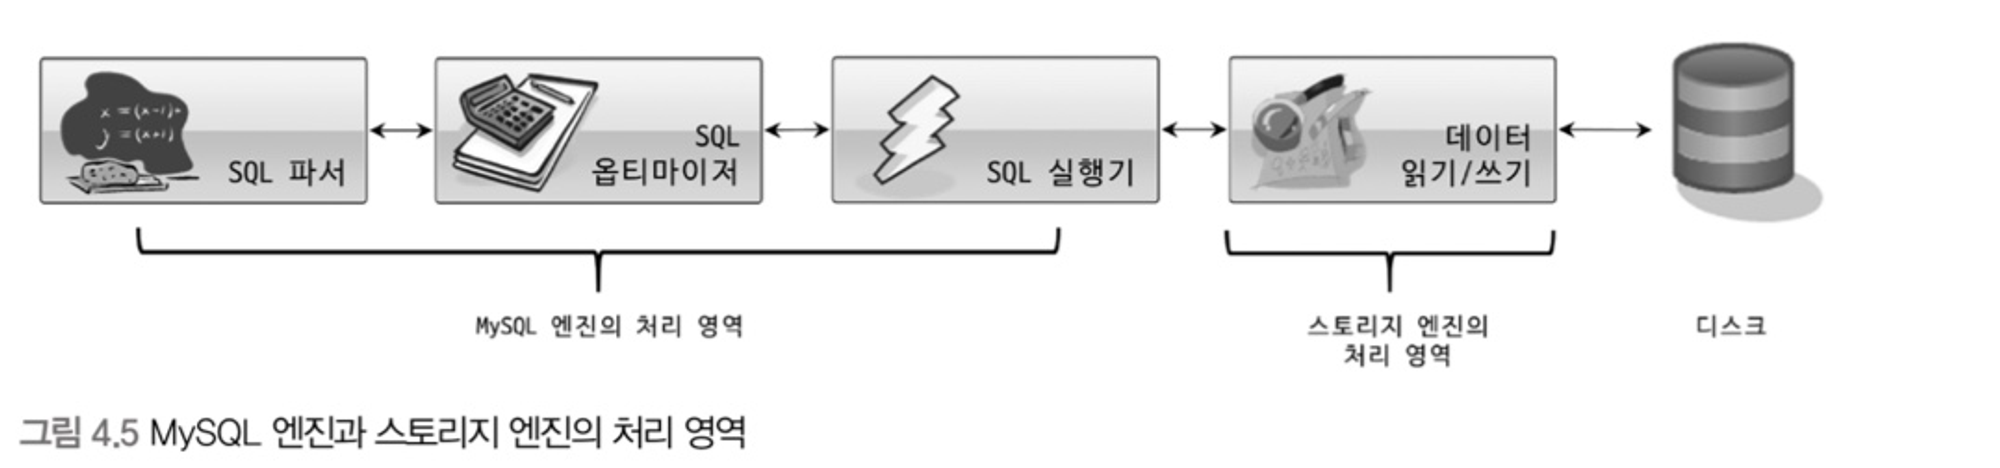 x =(x-1)+
y =(x+1)
SQL 파서
SQL
옵티마이저
SQL 실행기
데이터
읽기/쓰기
MySQL 엔진의 처리 영역
스토리지 엔진의
처리 영역
디스크
그림 4.5 MySQL 엔진과 스토리지 엔진의 처리 영역